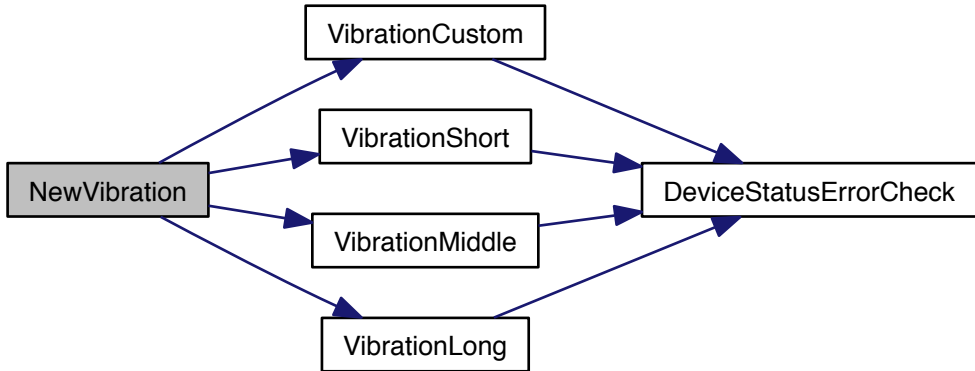 VibrationCustom
VibrationShort
NewVibration
DeviceStatusErrorCheck
VibrationMiddle
VibrationLong